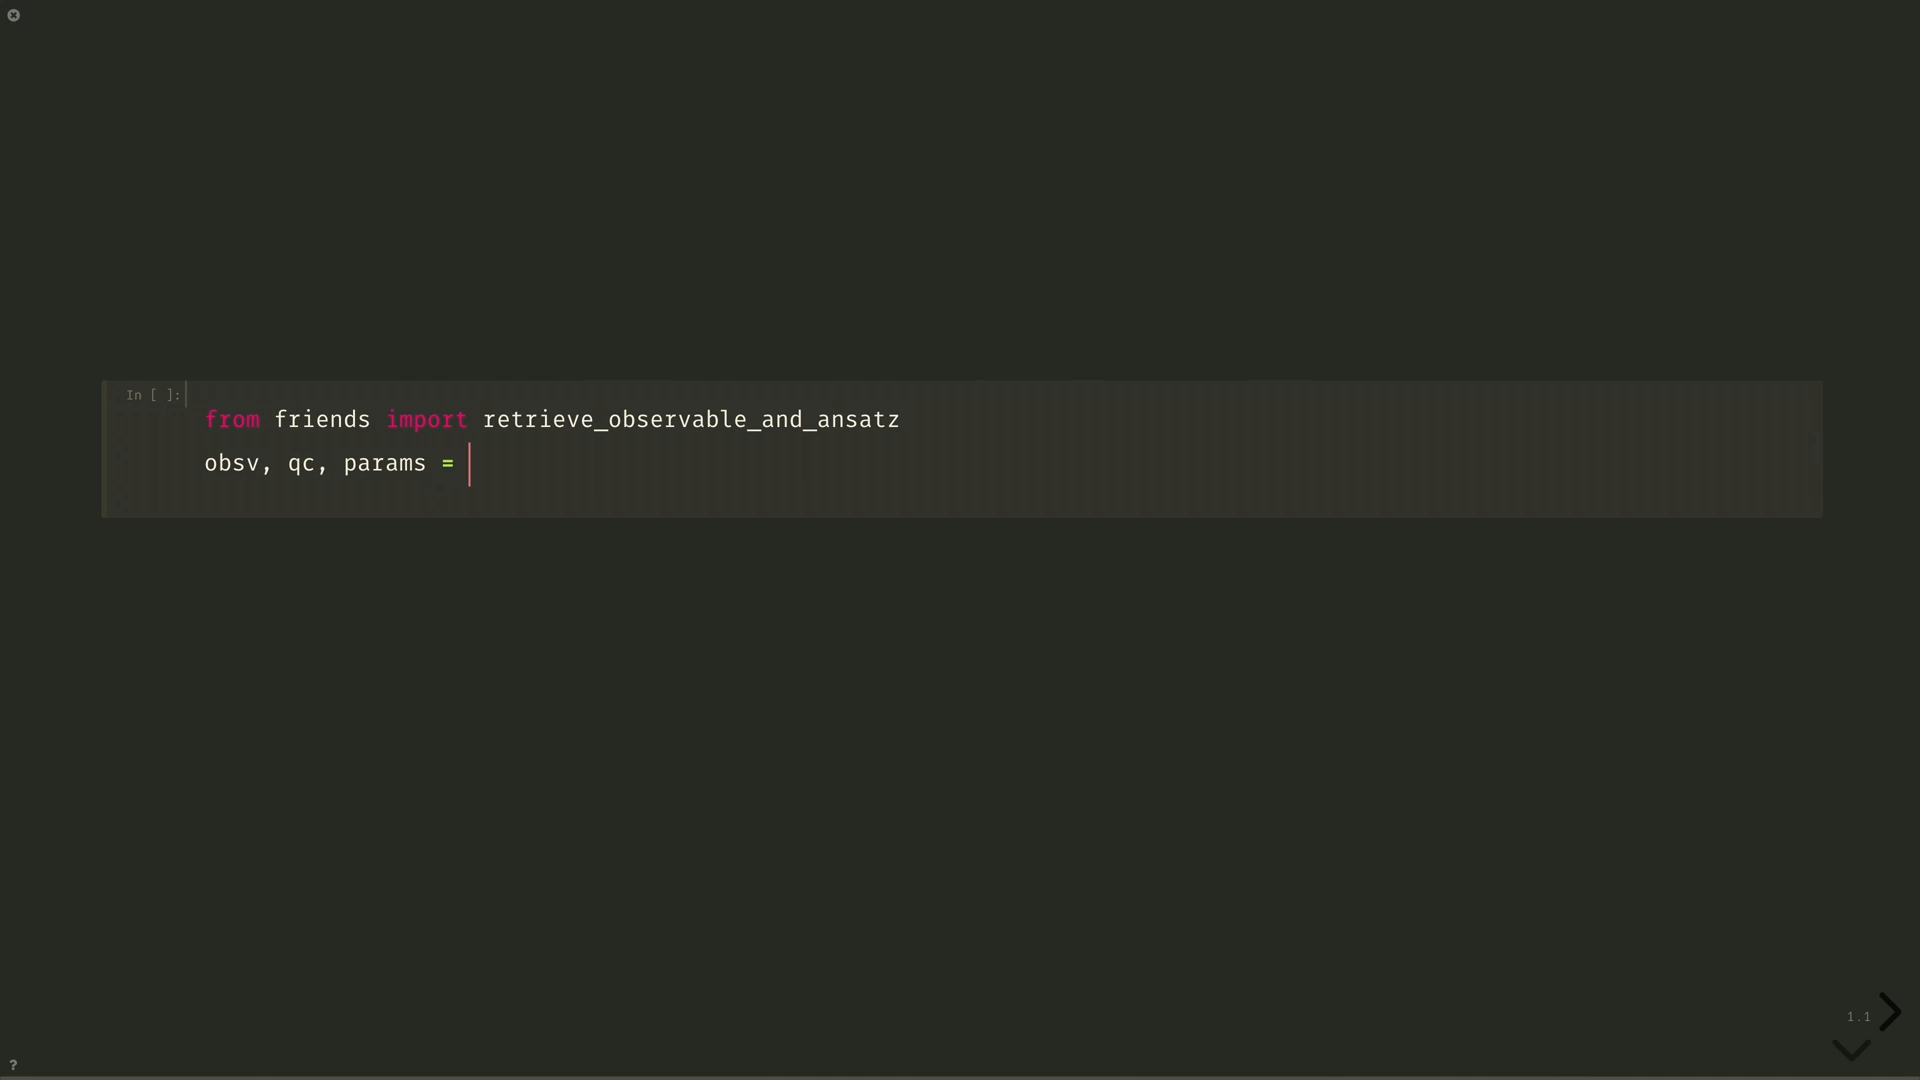 In [ ]:
from friends import retrieve_observable_and_ansatz
obsv, qc, params =
1.1
?